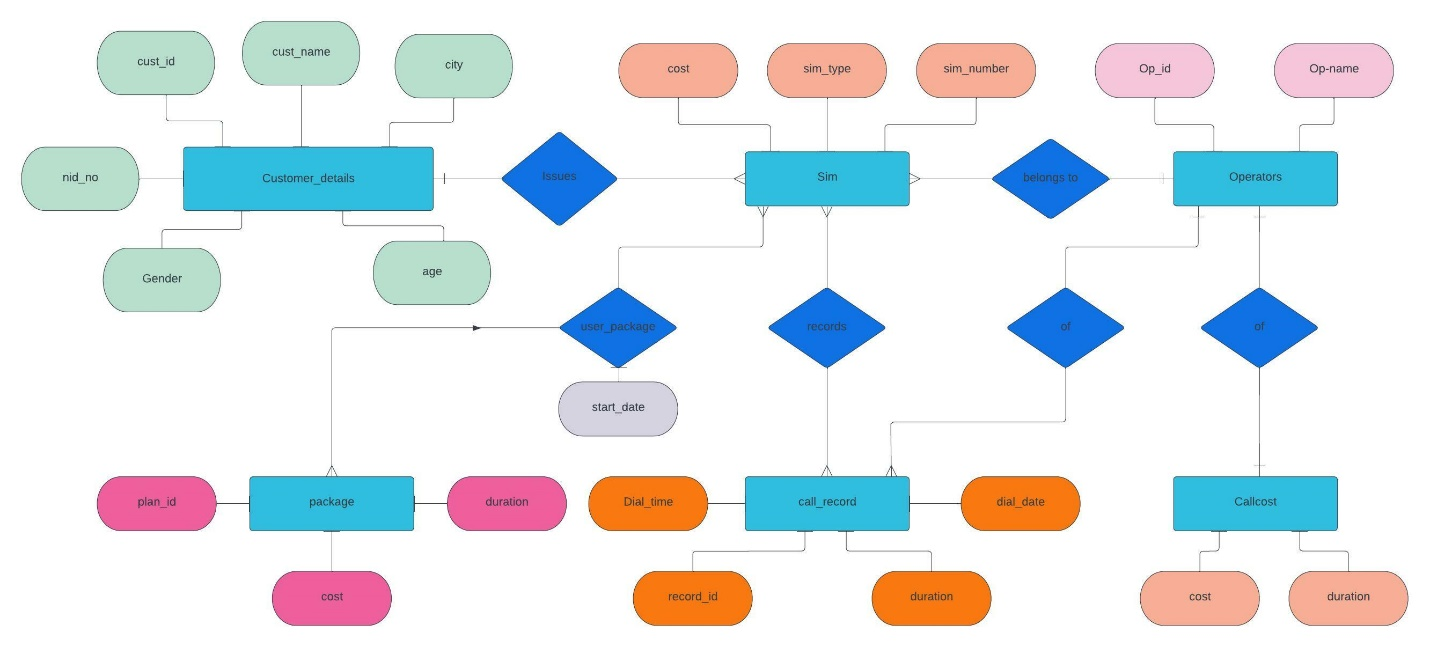 cust_id
cust_name
city
cost
sim_type
sim_number
Op_id
Op-name
nid_no
Customer_details
Issues
Sim
belongs to
Operators
Gender
age
user_package
records
of
of
start_date
plan_id
package
duration
Dial_time
call_record
dial_date
Callcost
cost
record_id
duration
cost
duration